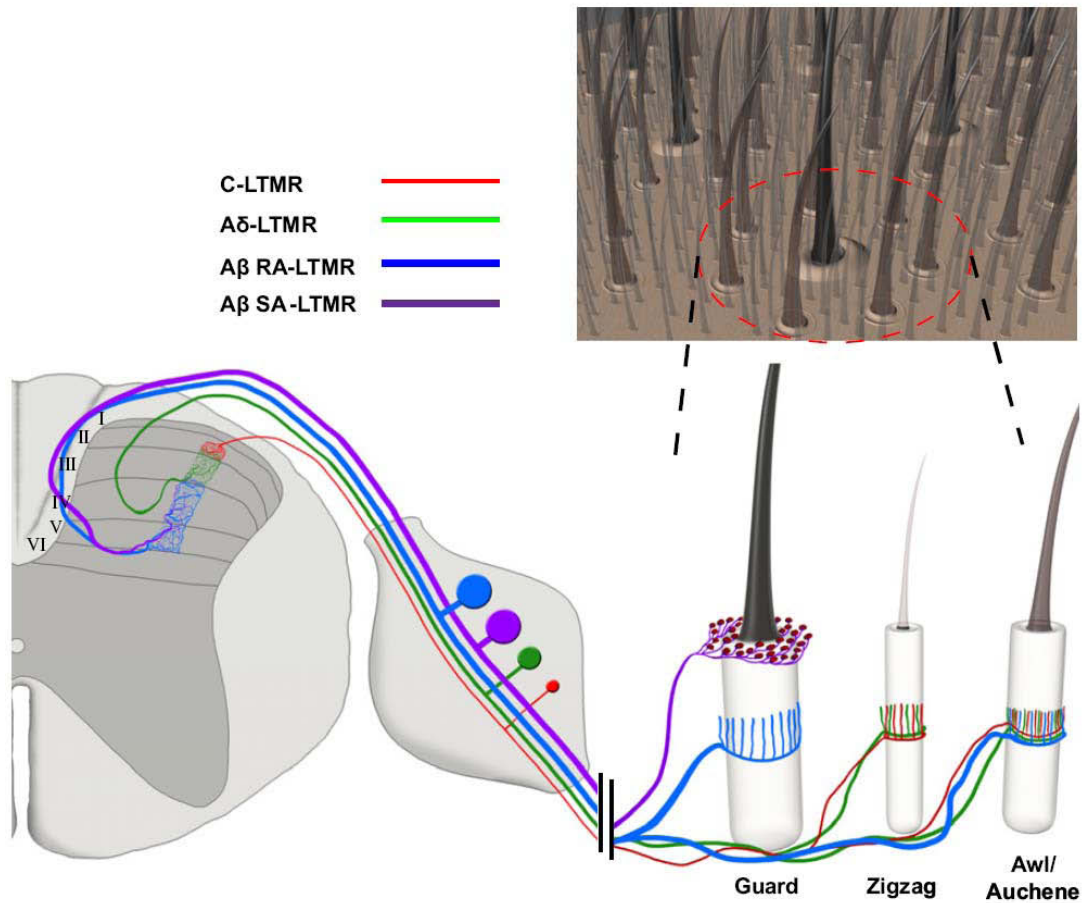 C-LTMR
Aδ-LTMR
Aβ RA-LTMR
Aβ SA-LTMR
I
II
III
IV
V
VI
Guard
Zigzag
Awl/
Auchene